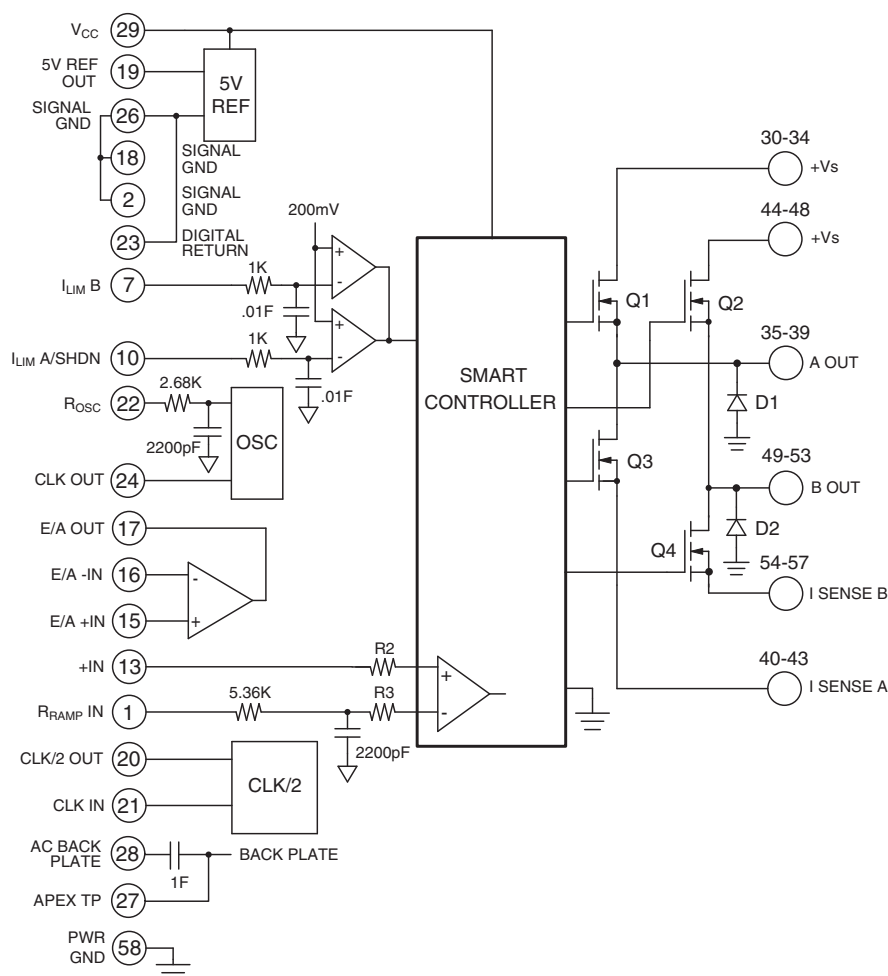 VCC 29
5V REF OUT 19
5V REF
SIGNAL GND 26
18 SIGNAL GND
2 SIGNAL GND
23 DIGITAL RETURN
200mV
ILIM B 7
1K
.01F
ILIM A/SHDN 10
1K
.01F
ROSC 22
2.68K
2200pF
OSC
CLK OUT 24
E/A OUT 17
E/A -IN 16
-
E/A +IN 15
+
+IN 13
R2
RRAMP IN 1
5.36K
R3
2200pF
CLK/2 OUT 20
CLK/2
CLK IN 21
AC BACK PLATE 28
1F
BACK PLATE
APEX TP 27
PWR GND 58
+
-
+
-
SMART CONTROLLER
+
-
30-34
+Vs
44-48
+Vs
Q1
Q2
35-39
A OUT
D1
Q3
49-53
B OUT
D2
Q4
54-57
I SENSE B
40-43
I SENSE A